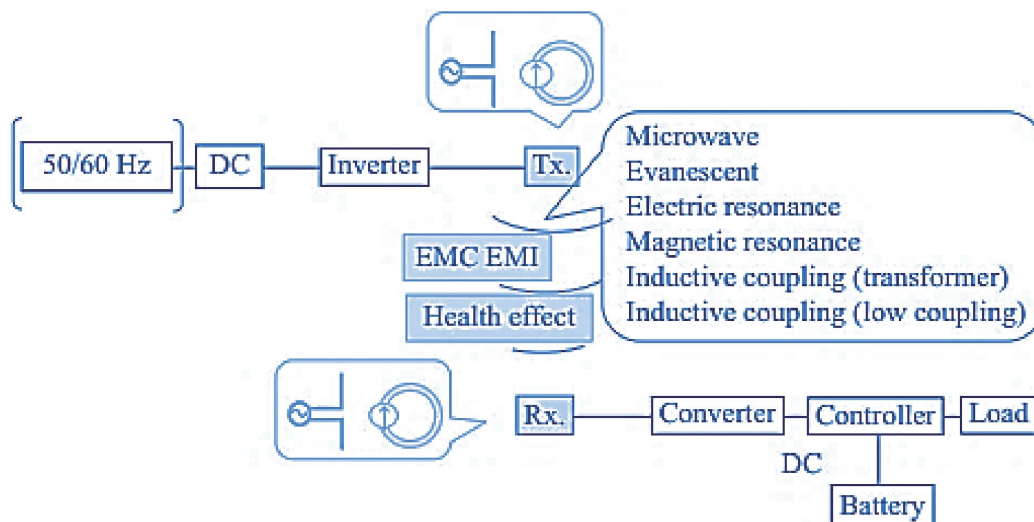 50/60 Hz
DC
Inverter
Tx.
Microwave
Evanescent
Electric resonance
Magnetic resonance
Inductive coupling (transformer)
Inductive coupling (low coupling)
EMC EMI
Health effect
Rx.
Converter
Controller
Load
DC
Battery